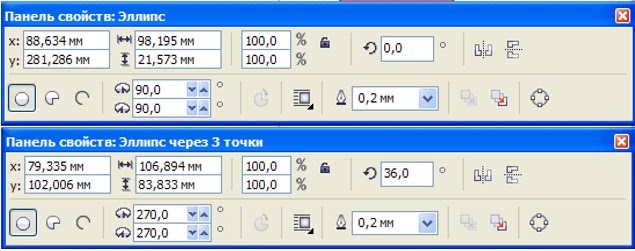 Панель свойств: Эллипс
x: 88,634 мм 98,195 мм 100,0 % 0,0 °
y: 281,286 мм 21,573 мм 100,0 %
90,0 ° 0,2 мм
90,0 °
Панель свойств: Эллипс через 3 точки
x: 79,335 мм 106,894 мм 100,0 % 36,0 °
y: 102,006 мм 83,833 мм 100,0 %
270,0 ° 0,2 мм
270,0 °